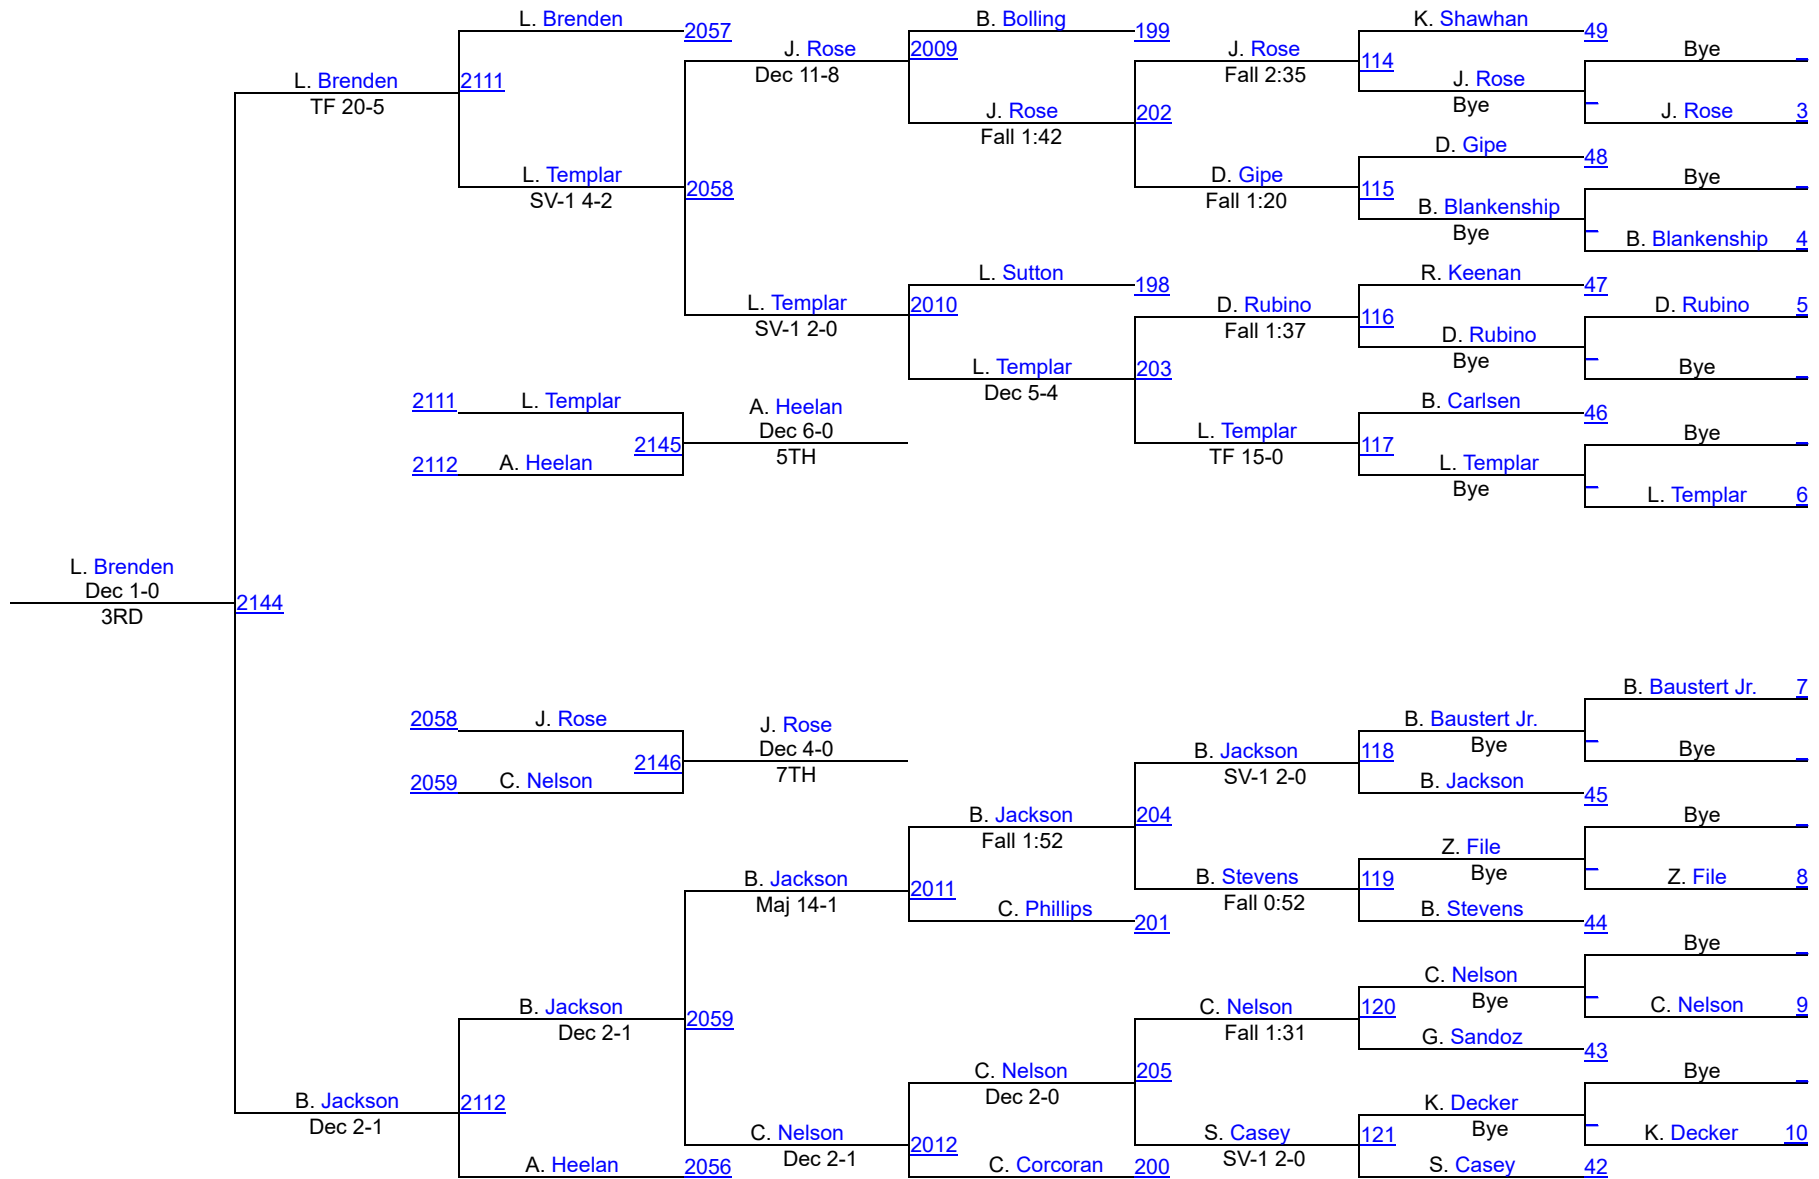 L. Brenden
2057
L. Brenden
TF 20-5
2111
L. Templar
SV-1 4-2
J. Rose
Dec 11-8
2058
L. Templar
SV-1 2-0
B. Bolling
199
2009
J. Rose
Fall 1:42
L. Sutton
198
2010
L. Templar
Dec 5-4
J. Rose
Fall 2:35
202
D. Gipe
Fall 1:20
D. Rubino
Fall 1:37
203
L. Templar
TF 15-0
K. Shawhan
49
114
J. Rose
Bye
D. Gipe
48
115
B. Blankenship
Bye
R. Keenan
47
116
D. Rubino
Bye
B. Carlsen
46
117
L. Templar
Bye
Bye
J. Rose 3
Bye
B. Blankenship 4
D. Rubino 5
Bye
Bye
L. Templar 6
2111 L. Templar
2145
2112 A. Heelan
A. Heelan
Dec 6-0
5TH
L. Brenden
Dec 1-0
3RD
2144
2058 J. Rose
2146
2059 C. Nelson
J. Rose
Dec 4-0
7TH
B. Jackson
Dec 2-1
2112
B. Jackson
Dec 2-1
A. Heelan
2056
B. Jackson
Maj 14-1
2059
C. Nelson
Dec 2-1
B. Jackson
Fall 1:52
2011
C. Phillips
201
C. Nelson
Dec 2-0
2012
C. Corcoran
200
B. Jackson
SV-1 2-0
204
B. Stevens
Fall 0:52
C. Nelson
Fall 1:31
205
S. Casey
SV-1 2-0
B. Baustert Jr.
Bye
118
B. Jackson
45
Z. File
Bye
119
B. Stevens
44
C. Nelson
Bye
120
G. Sandoz
43
K. Decker
Bye
121
S. Casey
42
B. Baustert Jr. 7
Bye
Bye
Z. File 8
Bye
C. Nelson 9
Bye
K. Decker 10